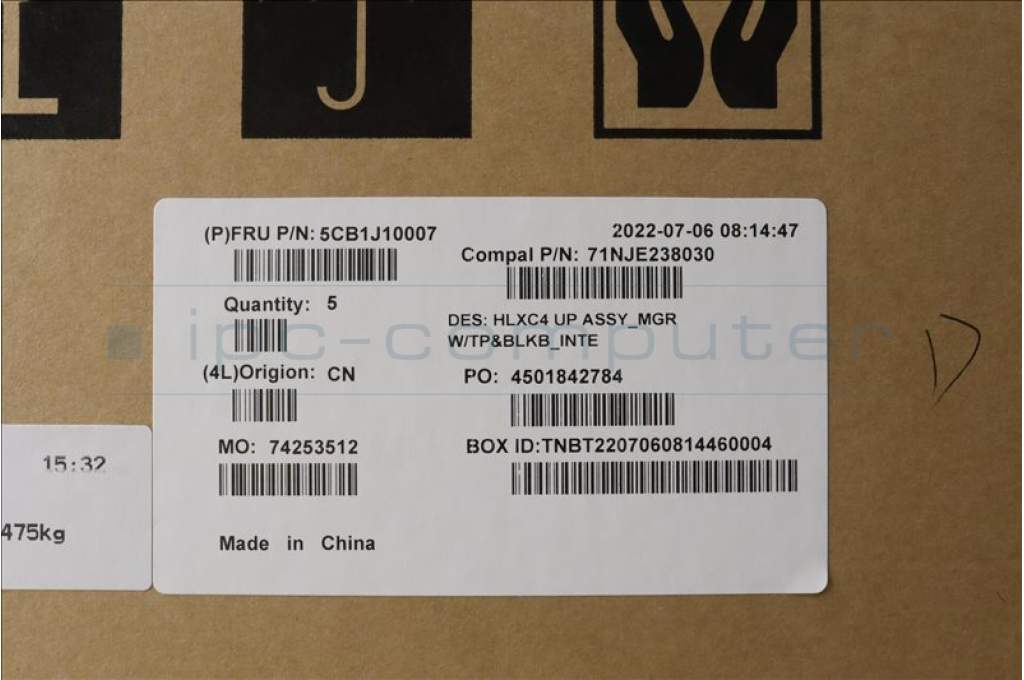 (P)FRU P/N: 5CB1J10007
2022-07-06 08:14:47
Compal P/N: 71NJE238030
Quantity: 5
DES: HLXC4 UP ASSY_MGR
W/TP&BLKB_INTE
ipc-computer
(4L)Origion: CN
PO: 4501842784
MO: 74253512
BOX ID:TNBT2207060814460004
Made in China
15:32
475kg
D